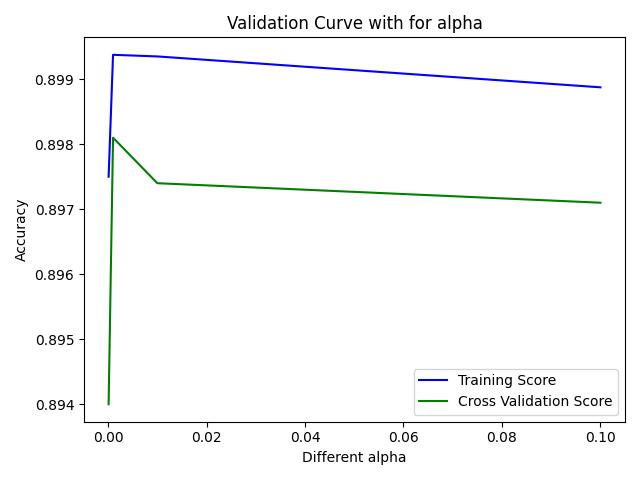 Validation Curve with for alpha
Accuracy
0.899
0.898
0.897
0.896
0.895
0.894
Training Score
Cross Validation Score
0.00 0.02 0.04 0.06 0.08 0.10
Different alpha